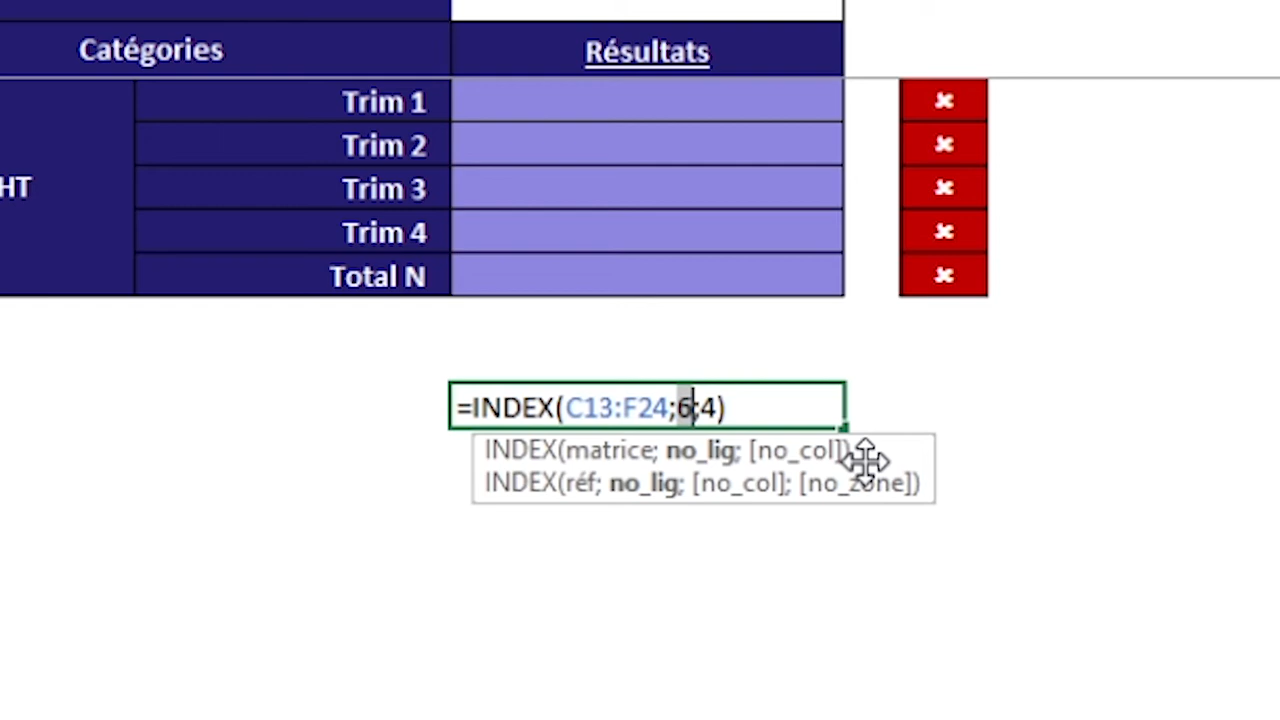 Catégories
Résultats
Trim 1
Trim 2
HT
Trim 3
Trim 4
Total N
=INDEX(C13:F24;6;4)
INDEX(matrice; no_lig; [no_col])
INDEX(réf; no_lig; [no_col]; [no_zone])